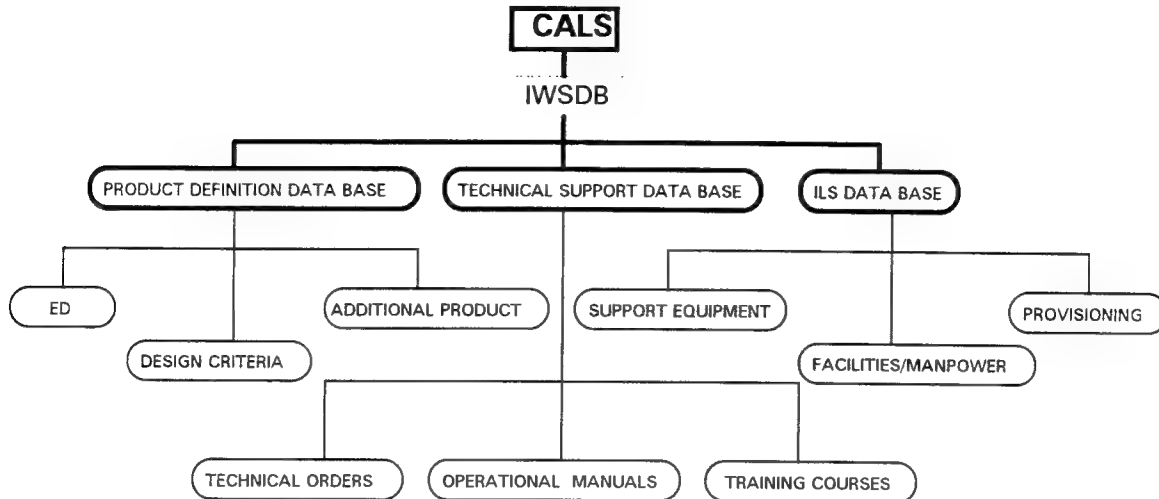 CALS
IWSDB
PRODUCT DEFINITION DATA BASE
TECHNICAL SUPPORT DATA BASE
ILS DATA BASE
ED
ADDITIONAL PRODUCT
SUPPORT EQUIPMENT
PROVISIONING
DESIGN CRITERIA
FACILITIES/MANPOWER
TECHNICAL ORDERS
OPERATIONAL MANUALS
TRAINING COURSES